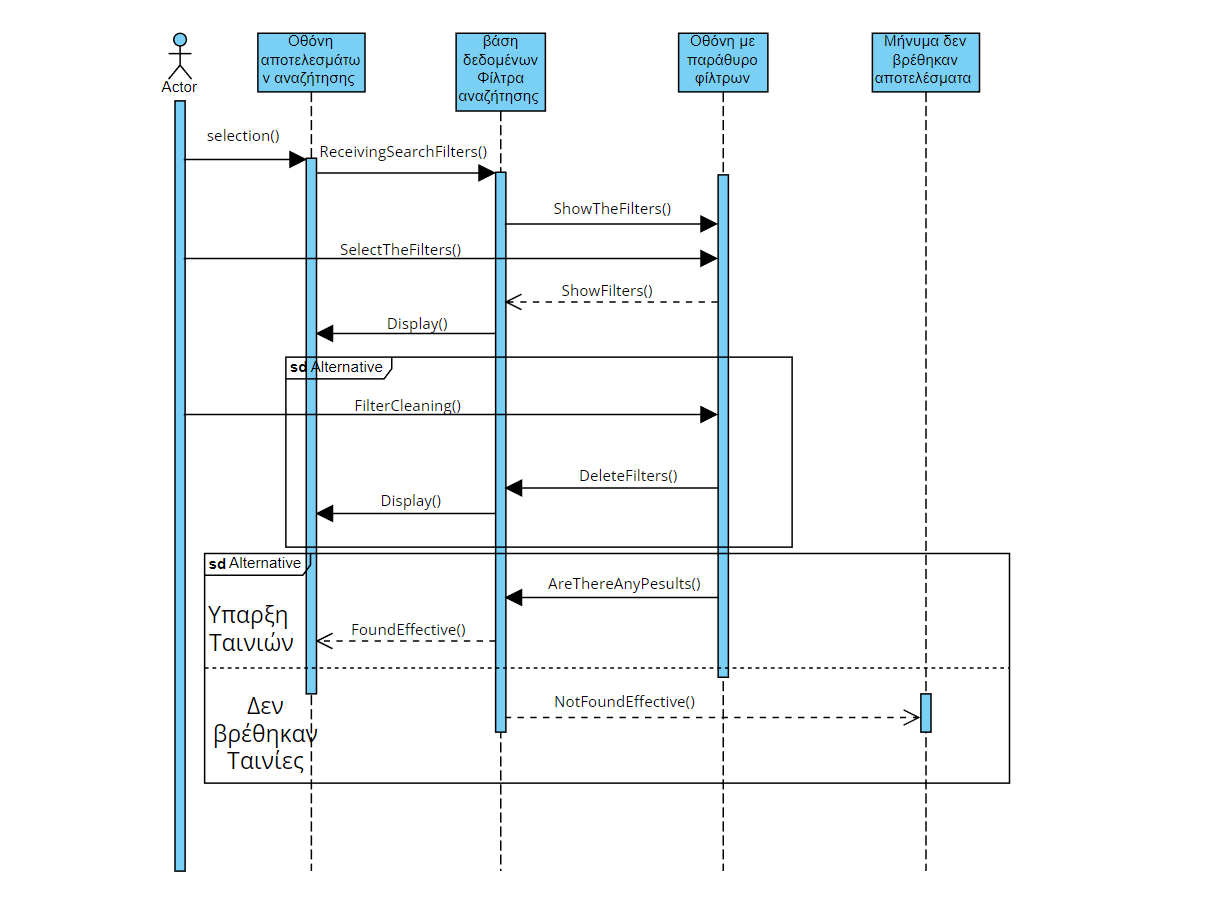 Actor
Οθόνη
αποτελεσμάτω
ν αναζήτησης
βάση
δεδομένων
Φίλτρα
αναζήτησης
Οθόνη με
παράθυρο
φίλτρων
Μήνυμα δεν
βρέθηκαν
αποτελέσματα
selection()
ReceivingSearchFilters()
ShowTheFilters()
SelectTheFilters()
ShowFilters()
Display()
sd Alternative
FilterCleaning()
DeleteFilters()
Display()
sd Alternative
AreThereAnyPesults()
Υπαρξη
Ταινιών
FoundEffective()
NotFoundEffective()
Δεν
βρέθηκαν
Ταινίες